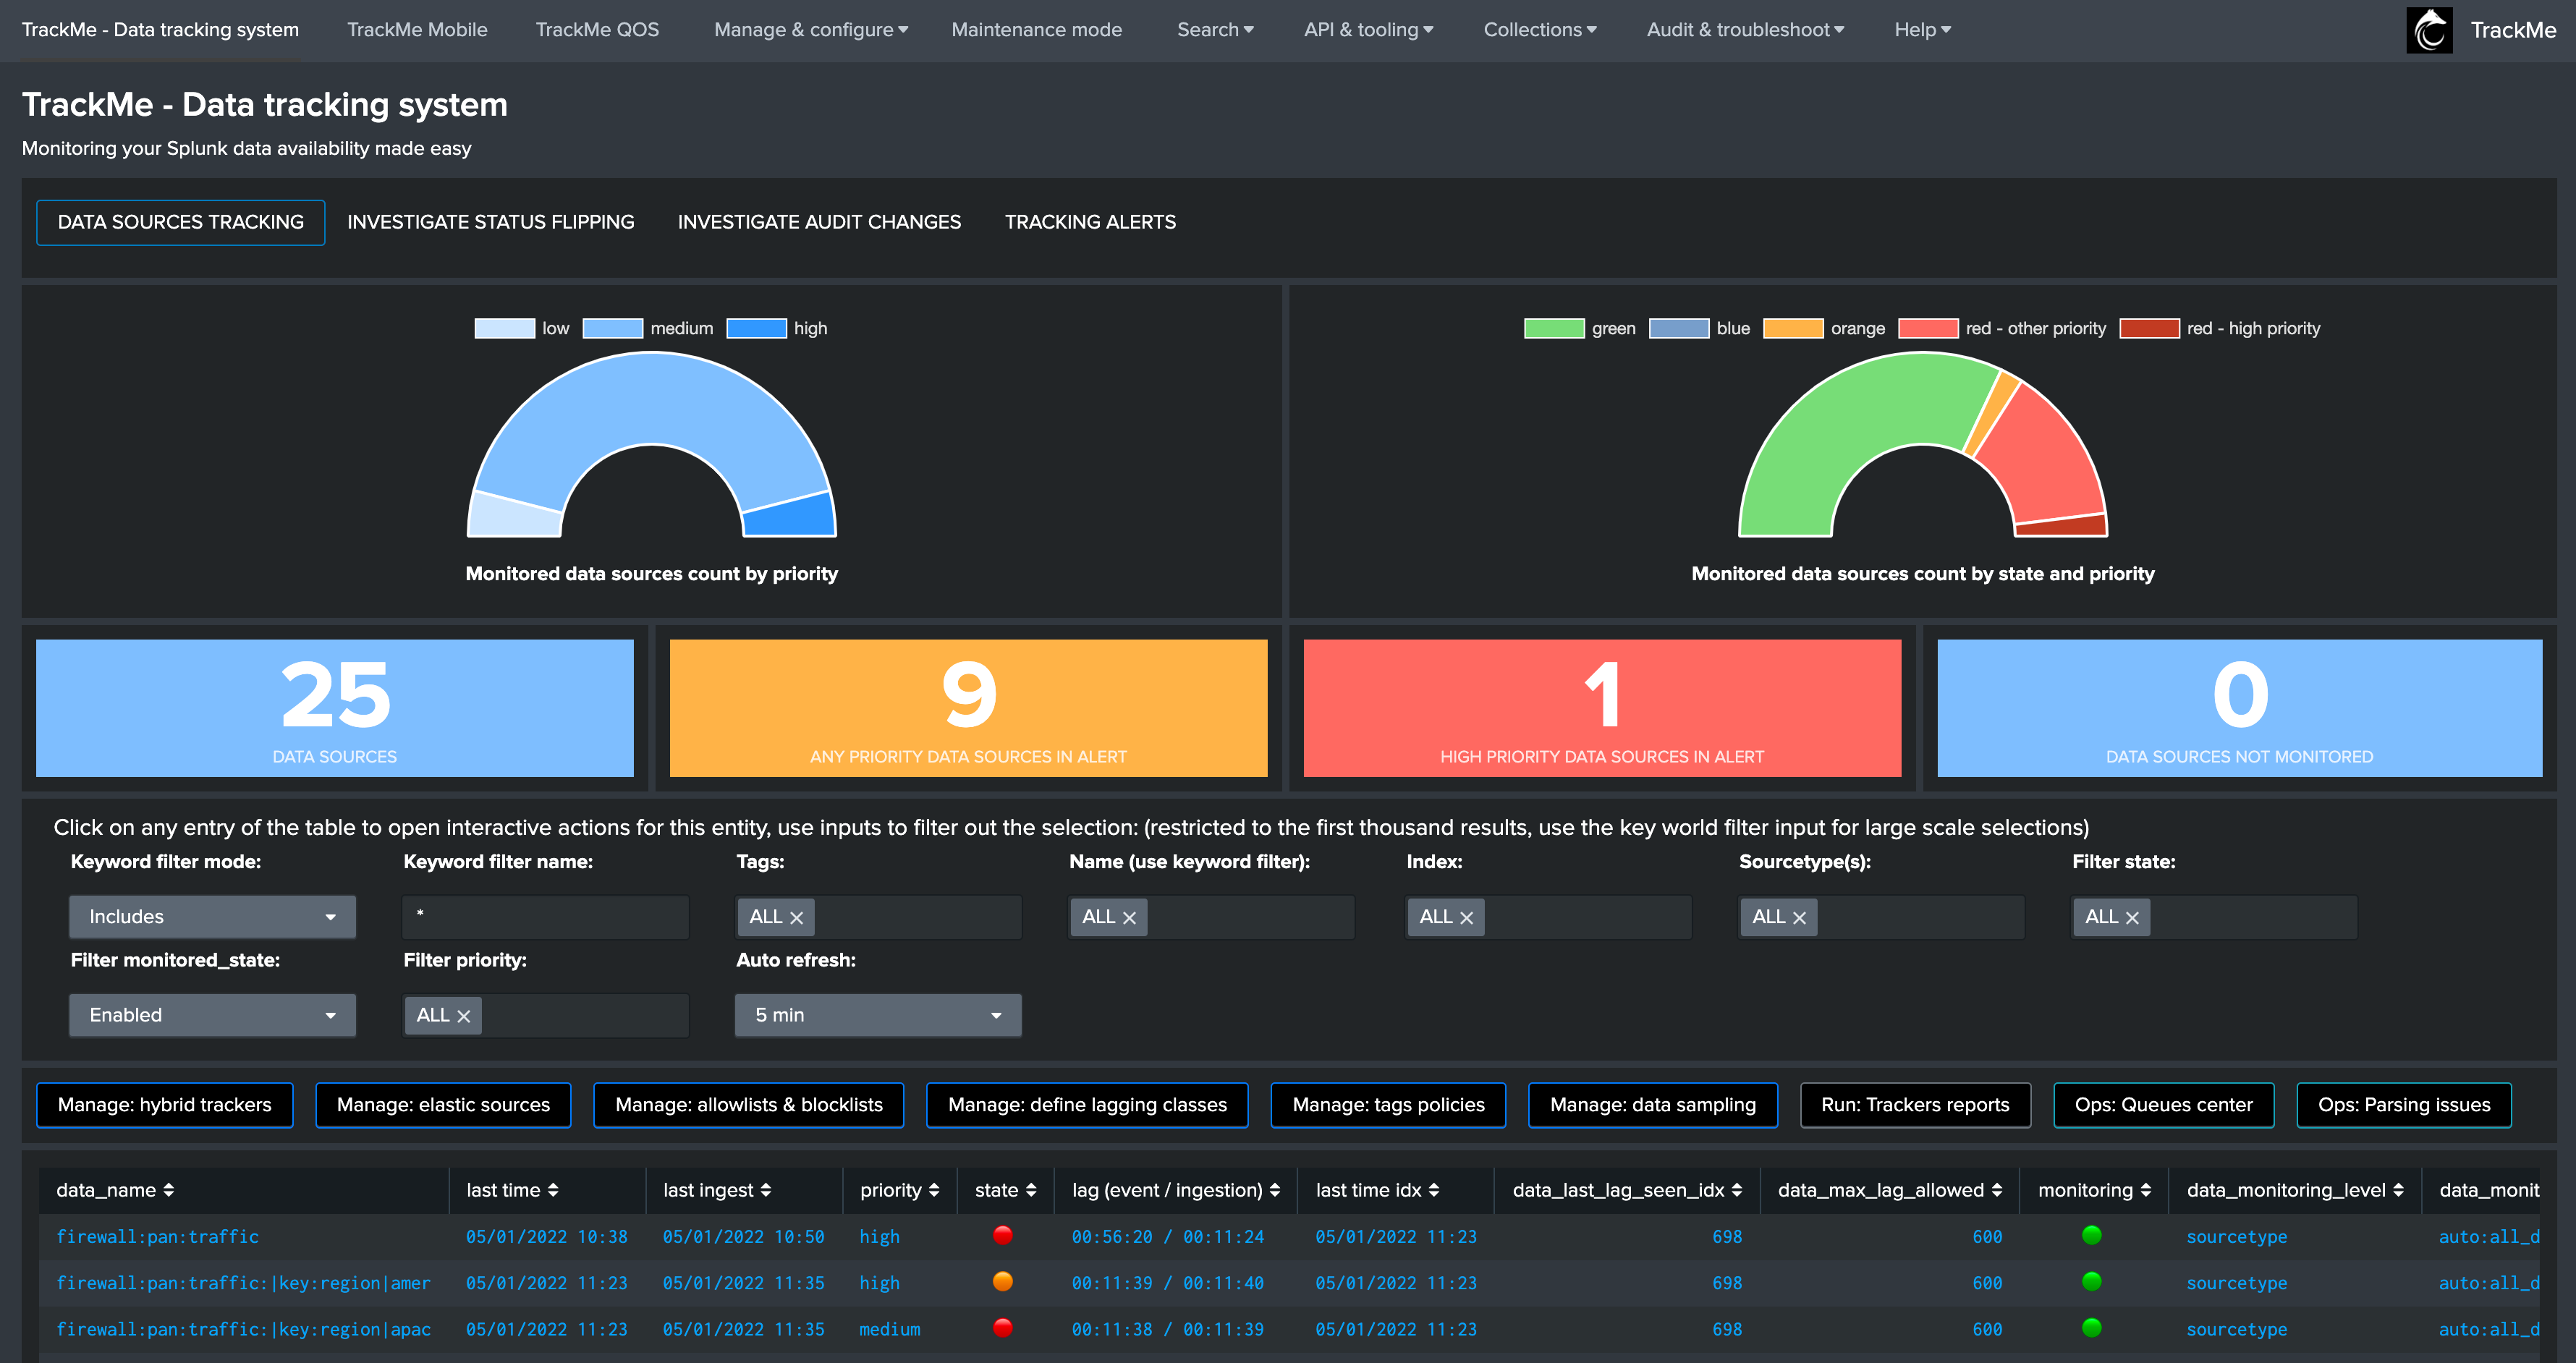 TrackMe - Data tracking system TrackMe Mobile TrackMe QOS Manage & configure Maintenance mode Search API & tooling Collections Audit & troubleshoot Help TrackMe
TrackMe - Data tracking system
Monitoring your Splunk data availability made easy
DATA SOURCES TRACKING INVESTIGATE STATUS FLIPPING INVESTIGATE AUDIT CHANGES TRACKING ALERTS
low medium high
Monitored data sources count by priority
green blue orange red - other priority red - high priority
Monitored data sources count by state and priority
25
DATA SOURCES
9
ANY PRIORITY DATA SOURCES IN ALERT
1
HIGH PRIORITY DATA SOURCES IN ALERT
0
DATA SOURCES NOT MONITORED
Click on any entry of the table to open interactive actions for this entity, use inputs to filter out the selection: (restricted to the first thousand results, use the key world filter input for large scale selections)
Keyword filter mode: Keyword filter name: Tags: Name (use keyword filter): Index: Sourcetype(s): Filter state:
Includes * ALL ALL ALL ALL ALL
Filter monitored_state: Filter priority: Auto refresh:
Enabled ALL 5 min
Manage: hybrid trackers Manage: elastic sources Manage: allowlists & blocklists Manage: define lagging classes Manage: tags policies Manage: data sampling Run: Trackers reports Ops: Queues center Ops: Parsing issues
data_name last time last ingest priority state lag (event / ingestion) last time idx data_last_lag_seen_idx data_max_lag_allowed monitoring data_monitoring_level data_monit
firewall:pan:traffic 05/01/2022 10:38 05/01/2022 10:50 high 00:56:20 / 00:11:24 05/01/2022 11:23 698 600 sourcetype auto:all_d
firewall:pan:traffic:|key:region|amer 05/01/2022 11:23 05/01/2022 11:35 high 00:11:39 / 00:11:40 05/01/2022 11:23 698 600 sourcetype auto:all_d
firewall:pan:traffic:|key:region|apac 05/01/2022 11:23 05/01/2022 11:35 medium 00:11:38 / 00:11:39 05/01/2022 11:23 698 600 sourcetype auto:all_d